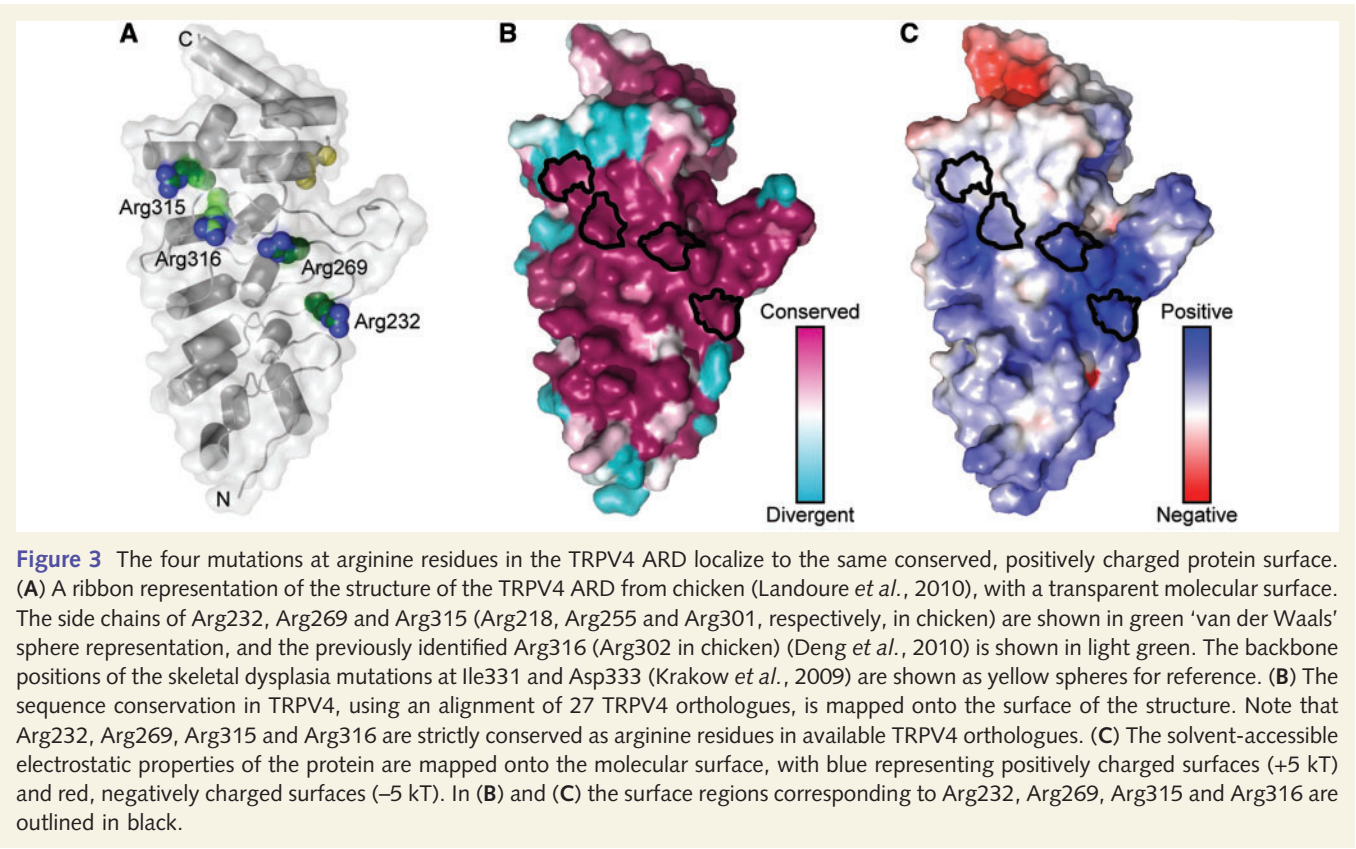 A
C
Arg315
Arg316
Arg269
Arg232
N
B
Conserved
Divergent
C
Positive
Negative
Figure 3 The four mutations at arginine residues in the TRPV4 ARD localize to the same conserved, positively charged protein surface.
(A) A ribbon representation of the structure of the TRPV4 ARD from chicken (Landoure et al., 2010), with a transparent molecular surface.
The side chains of Arg232, Arg269 and Arg315 (Arg218, Arg255 and Arg301, respectively, in chicken) are shown in green 'van der Waals'
sphere representation, and the previously identified Arg316 (Arg302 in chicken) (Deng et al., 2010) is shown in light green. The backbone
positions of the skeletal dysplasia mutations at Ile331 and Asp333 (Krakow et al., 2009) are shown as yellow spheres for reference. (B) The
sequence conservation in TRPV4, using an alignment of 27 TRPV4 orthologues, is mapped onto the surface of the structure. Note that
Arg232, Arg269, Arg315 and Arg316 are strictly conserved as arginine residues in available TRPV4 orthologues. (C) The solvent-accessible
electrostatic properties of the protein are mapped onto the molecular surface, with blue representing positively charged surfaces (+5 kT)
and red, negatively charged surfaces (–5 kT). In (B) and (C) the surface regions corresponding to Arg232, Arg269, Arg315 and Arg316 are
outlined in black.